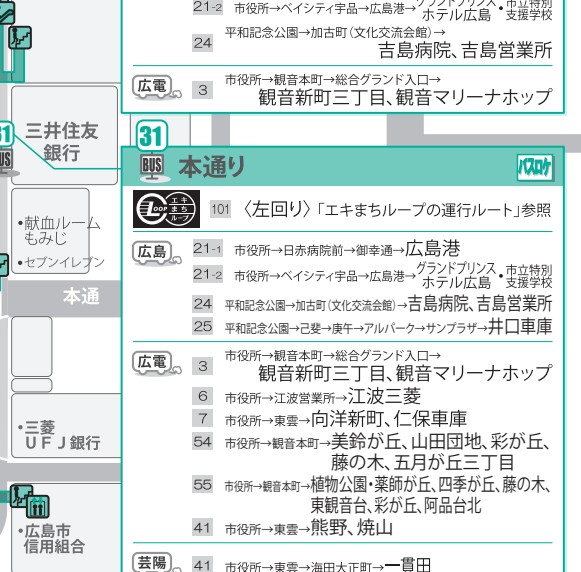 21-2 市役所→ベイシティ宇品→広島港→グランドプリンスホテル広島・市立特別支援学校
24 平和記念公園→加古町(文化交流会館)→
吉島病院、吉島営業所
広電 3 市役所→観音本町→総合グランド入口→
観音新町三丁目、観音マリーナホップ
31
BUS 本通り バスロケ
LOOP エキまちループ 101 〈左回り〉「エキまちループの運行ルート」参照
広島 21-1 市役所→日赤病院前→御幸通→広島港
21-2 市役所→ベイシティ宇品→広島港→グランドプリンスホテル広島・市立特別支援学校
24 平和記念公園→加古町(文化交流会館)→吉島病院、吉島営業所
25 平和記念公園→己斐→庚午→アルパーク→サンプラザ→井口車庫
広電 3 市役所→観音本町→総合グランド入口→
観音新町三丁目、観音マリーナホップ
6 市役所→江波営業所→江波三菱
7 市役所→東雲→向洋新町、仁保車庫
54 市役所→観音本町→美鈴が丘、山田団地、彩が丘、
藤の木、五月が丘三丁目
55 市役所→観音本町→植物公園・薬師が丘、四季が丘、藤の木、
東観音台、彩が丘、阿品台北
41 市役所→東雲→熊野、焼山
芸陽 41 市役所→東雲→海田大正町→一貫田
三井住友
銀行
・献血ルーム
もみじ
・セブンイレブン
本通
・三菱
UFJ銀行
・広島市
信用組合